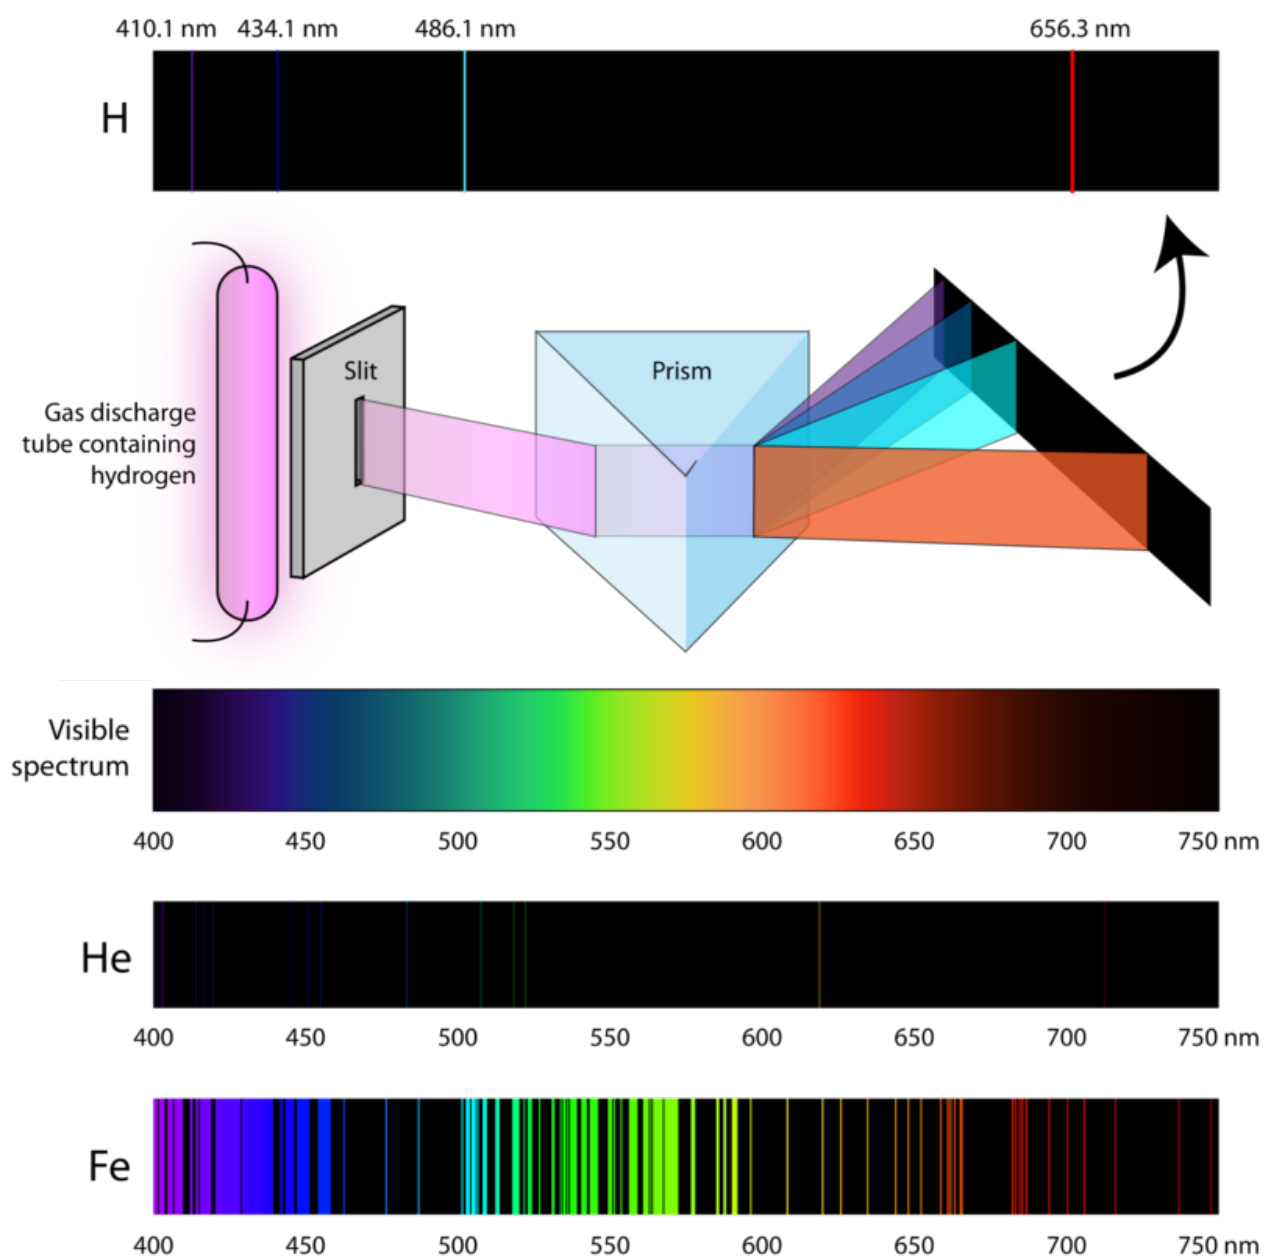 410.1 nm 434.1 nm 486.1 nm 656.3 nm
H
Slit
Prism
Gas discharge
tube containing
hydrogen
Visible
spectrum
400 450 500 550 600 650 700 750 nm
He
400 450 500 550 600 650 700 750 nm
Fe
400 450 500 550 600 650 700 750 nm